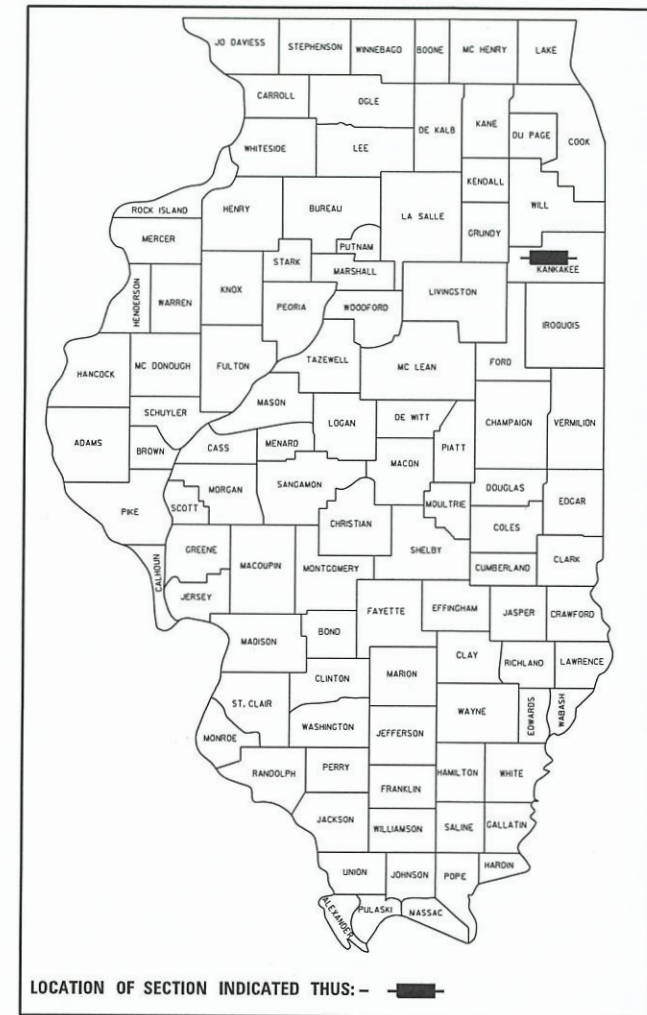 JO DAVIESS STEPHENSON WINNEBAGO BOONE MC HENRY LAKE
CARROLL OGLE DE KALB KANE DU PAGE COOK
WHITESIDE LEE
KENDALL
ROCK ISLAND HENRY BUREAU LA SALLE GRUNDY WILL
MERCER PUTNAM
STARK MARSHALL KANKAKEE
HENDERSON WARREN KNOX PEORIA WOODFORD LIVINGSTON
IROQUOIS
TAZEWELL MC LEAN FORD
HANCOCK MC DONOUGH FULTON
MASON
SCHUYLER LOGAN DE WITT CHAMPAIGN VERMILION
ADAMS BROWN CASS MENARD MACON PIATT
MORGAN SANGAMON DOUGLAS
PIKE SCOTT CHRISTIAN MOULTRIE COLES EDGAR
GREENE MACOUPIN MONTGOMERY SHELBY CUMBERLAND CLARK
CALHOUN JERSEY
FAYETTE EFFINGHAM JASPER CRAWFORD
MADISON BOND
CLAY RICHLAND LAWRENCE
CLINTON MARION
ST. CLAIR WAYNE EDWARDS WABASH
WASHINGTON JEFFERSON
MONROE
RANDOLPH PERRY HAMILTON WHITE
FRANKLIN
JACKSON WILLIAMSON SALINE GALLATIN
UNION JOHNSON POPE HARDIN
ALEXANDER PULASKI MASSAC
LOCATION OF SECTION INDICATED THUS: –